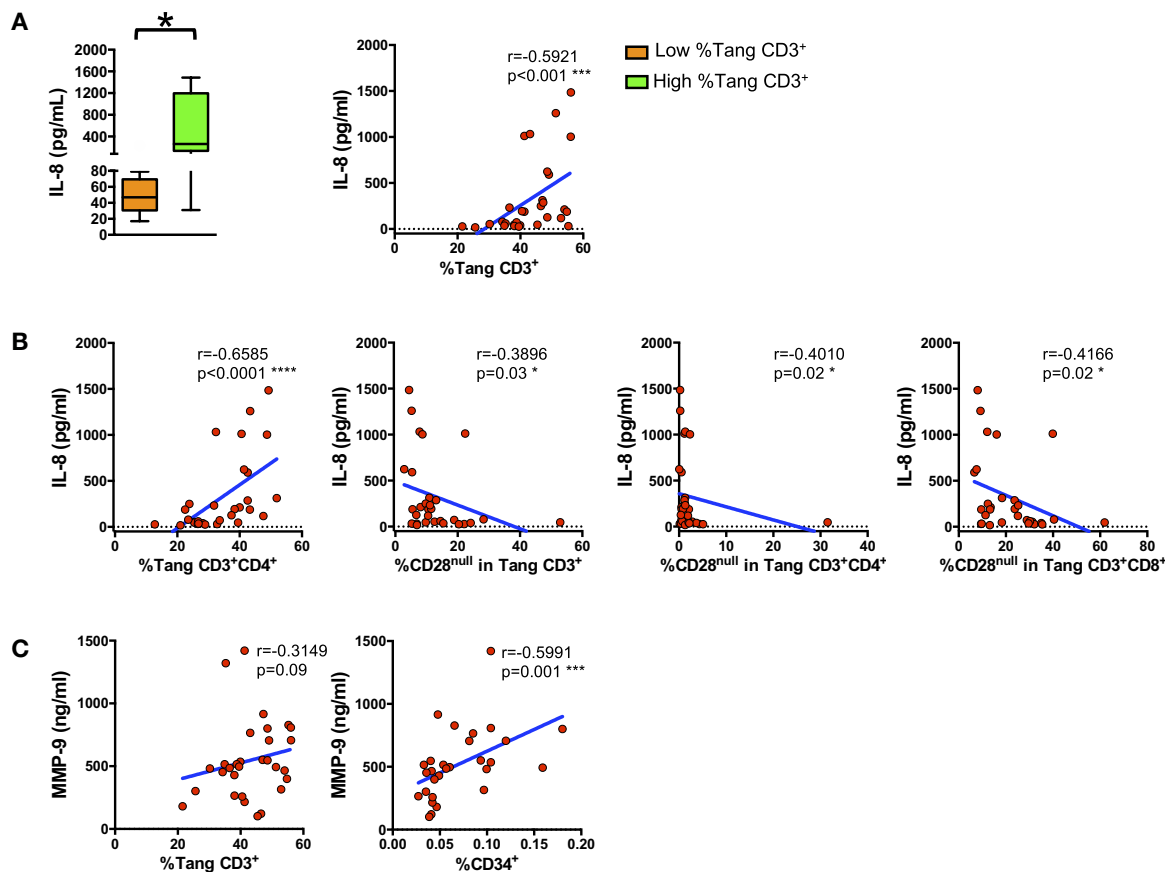 A
*
2000
1600
1200
800
400
80
60
40
20
0
IL-8 (pg/mL)
2000
1500
1000
500
0
IL-8 (pg/ml)
r=-0.5921
p<0.001 ***
0 20 40 60
%Tang CD3⁺
Low %Tang CD3⁺
High %Tang CD3⁺
B
2000
1500
1000
500
0
IL-8 (pg/ml)
r=-0.6585
p<0.0001 ****
0 20 40 60
%Tang CD3⁺CD4⁺
2000
1500
1000
500
0
IL-8 (pg/ml)
r=-0.3896
p=0.03 *
0 20 40 60
%CD28ⁿᵘˡˡ in Tang CD3⁺
2000
1500
1000
500
0
IL-8 (pg/ml)
r=-0.4010
p=0.02 *
0 10 20 30 40
%CD28ⁿᵘˡˡ in Tang CD3⁺CD4⁺
2000
1500
1000
500
0
IL-8 (pg/ml)
r=-0.4166
p=0.02 *
0 20 40 60 80
%CD28ⁿᵘˡˡ in Tang CD3⁺CD8⁺
C
1500
1000
500
0
MMP-9 (ng/ml)
r=-0.3149
p=0.09
0 20 40 60
%Tang CD3⁺
1500
1000
500
0
MMP-9 (ng/ml)
r=-0.5991
p=0.001 ***
0.00 0.05 0.10 0.15 0.20
%CD34⁺